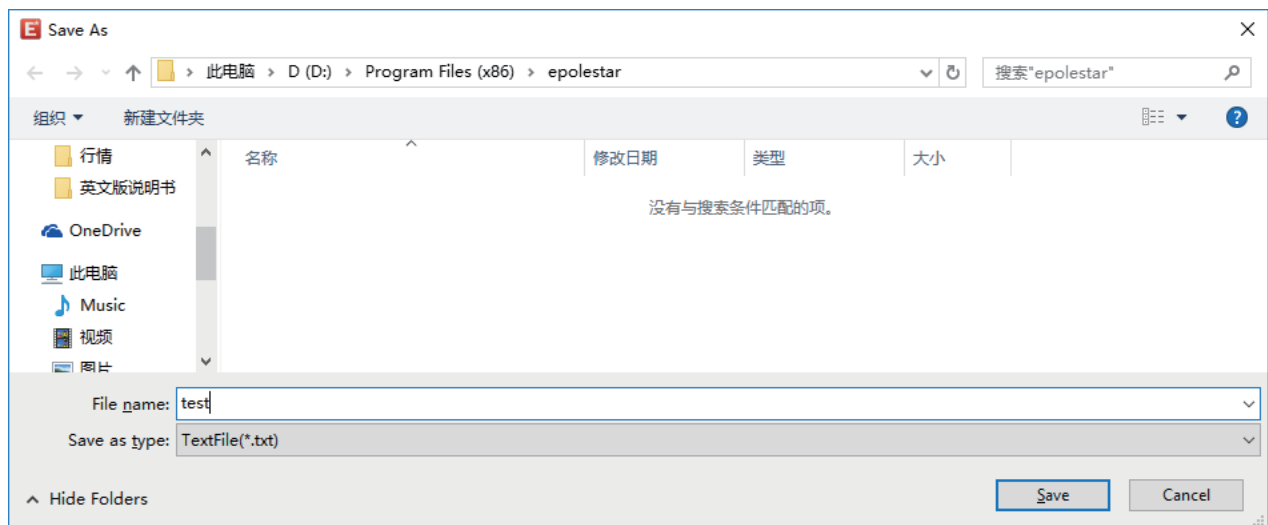 Save As
此电脑 > D (D:) > Program Files (x86) > epolestar 搜索"epolestar"
组织 新建文件夹
行情 名称 修改日期 类型 大小
英文版说明书
没有与搜索条件匹配的项。
OneDrive
此电脑
Music
视频
图片
File name: test
Save as type: TextFile(*.txt)
Hide Folders Save Cancel